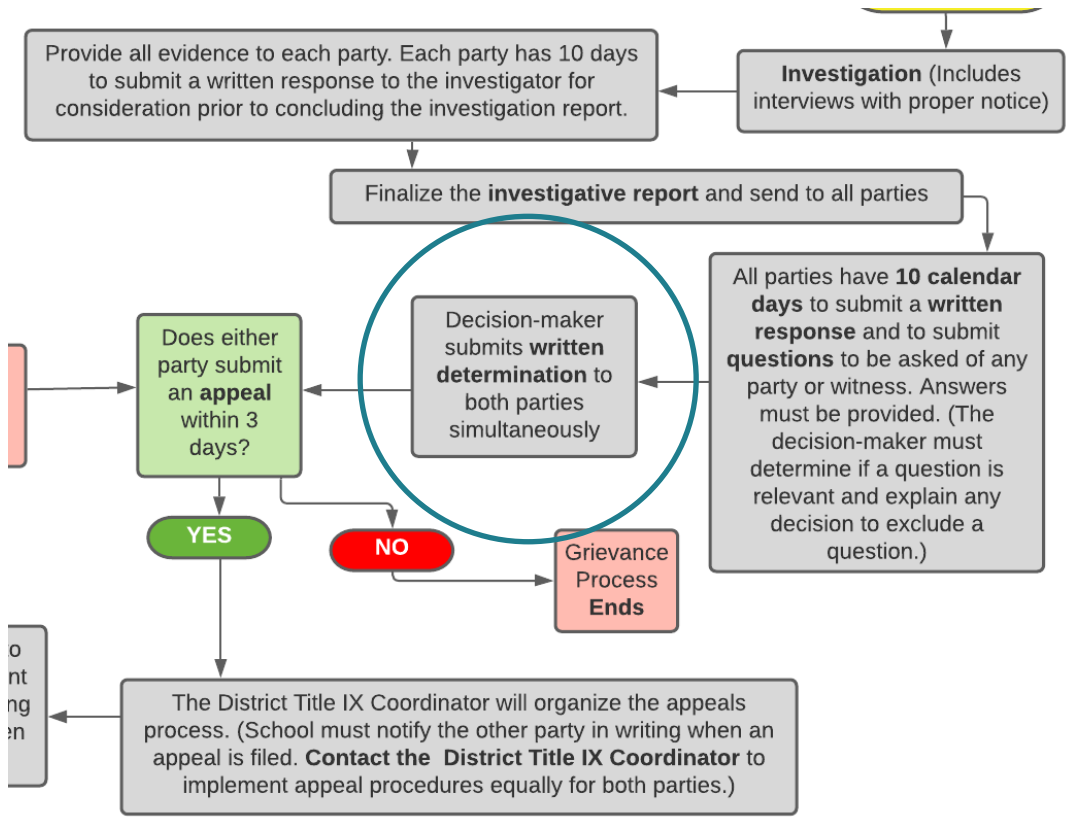 Provide all evidence to each party. Each party has 10 days
to submit a written response to the investigator for
consideration prior to concluding the investigation report.
Investigation (Includes
interviews with proper notice)
Finalize the investigative report and send to all parties
All parties have 10 calendar
days to submit a written
response and to submit
questions to be asked of any
party or witness. Answers
must be provided. (The
decision-maker must
determine if a question is
relevant and explain any
decision to exclude a
question.)
Decision-maker
submits written
determination to
both parties
simultaneously
Does either
party submit
an appeal
within 3
days?
YES
NO
Grievance
Process
Ends
The District Title IX Coordinator will organize the appeals
process. (School must notify the other party in writing when an
appeal is filed. Contact the  District Title IX Coordinator to
implement appeal procedures equally for both parties.)